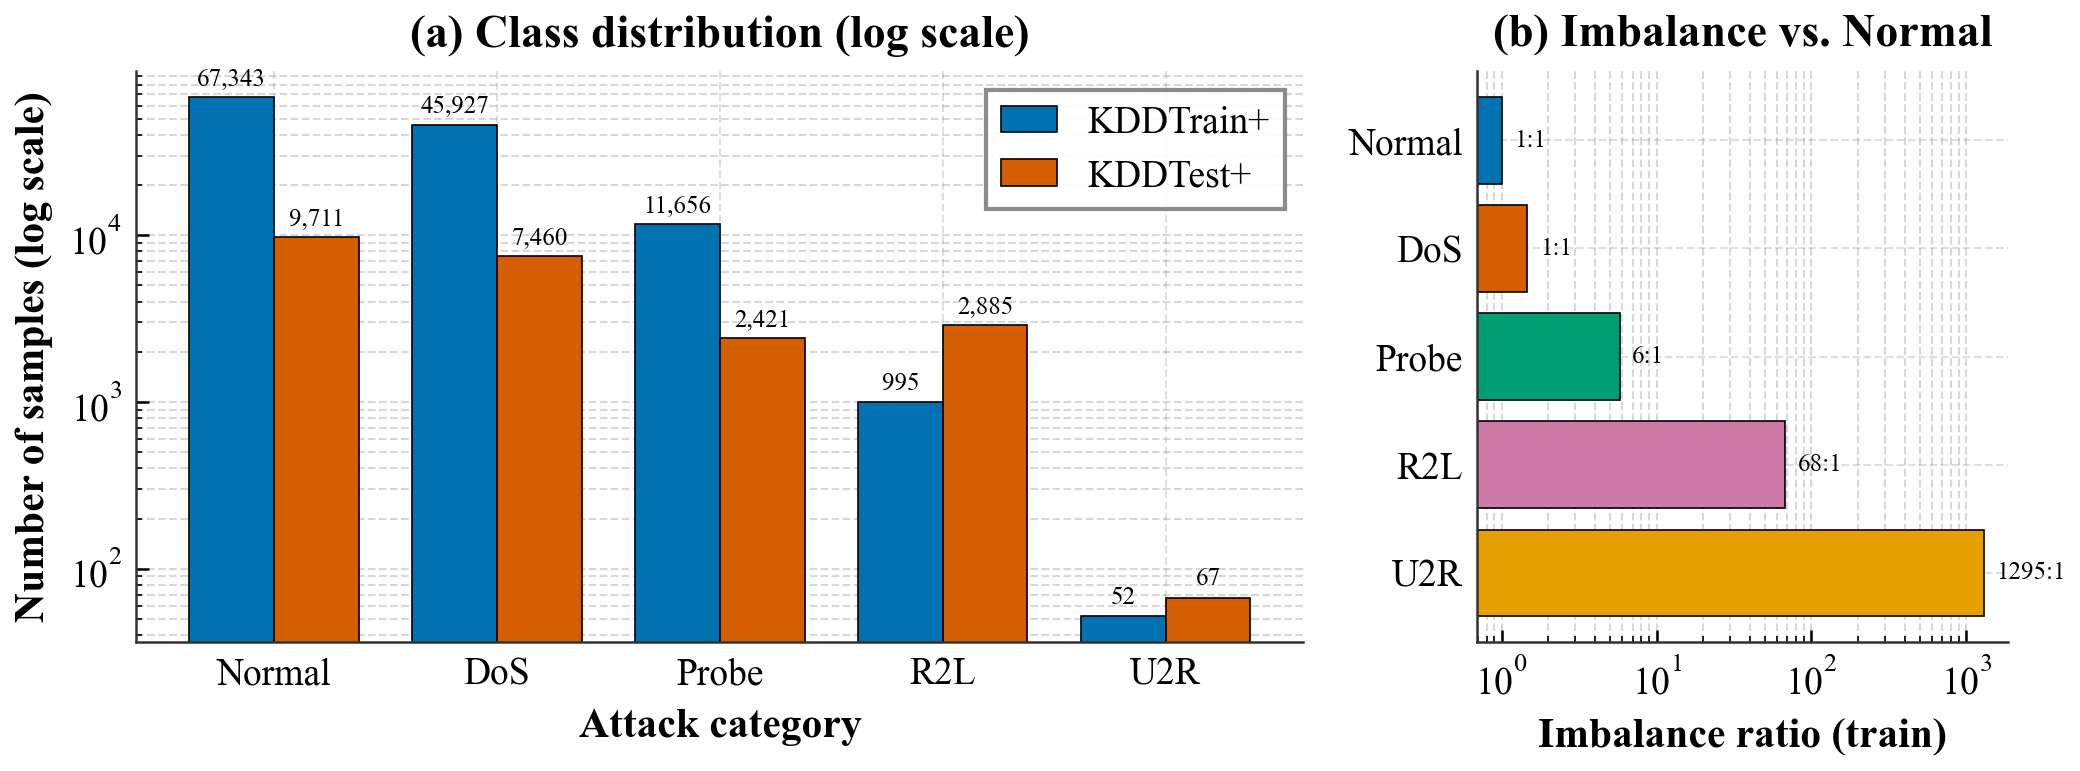 (a) Class distribution (log scale)
Number of samples (log scale)
10^4
10^3
10^2
67,343
9,711
45,927
7,460
11,656
2,421
995
2,885
52
67
KDDTrain+
KDDTest+
Normal
DoS
Probe
R2L
U2R
Attack category
(b) Imbalance vs. Normal
Normal
1:1
DoS
1:1
Probe
6:1
R2L
68:1
U2R
1295:1
10^0
10^1
10^2
10^3
Imbalance ratio (train)